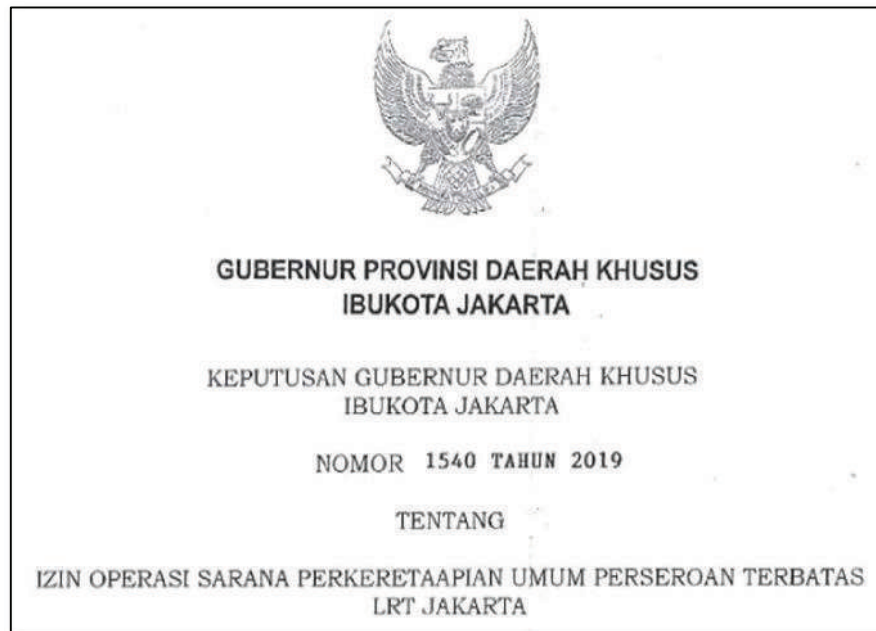 GUBERNUR PROVINSI DAERAH KHUSUS
IBUKOTA JAKARTA
KEPUTUSAN GUBERNUR DAERAH KHUSUS
IBUKOTA JAKARTA
NOMOR 1540 TAHUN 2019
TENTANG
IZIN OPERASI SARANA PERKERETAAPIAN UMUM PERSEROAN TERBATAS
LRT JAKARTA